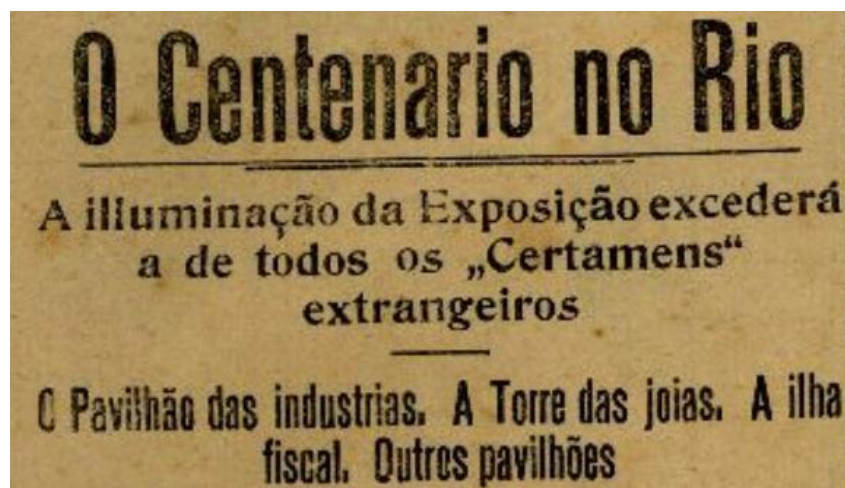 O Centenario no Rio
A illuminação da Exposição excederá
a de todos os „Certamens“
extrangeiros
O Pavilhão das industrias. A Torre das joias. A ilha
fiscal. Outros pavilhões